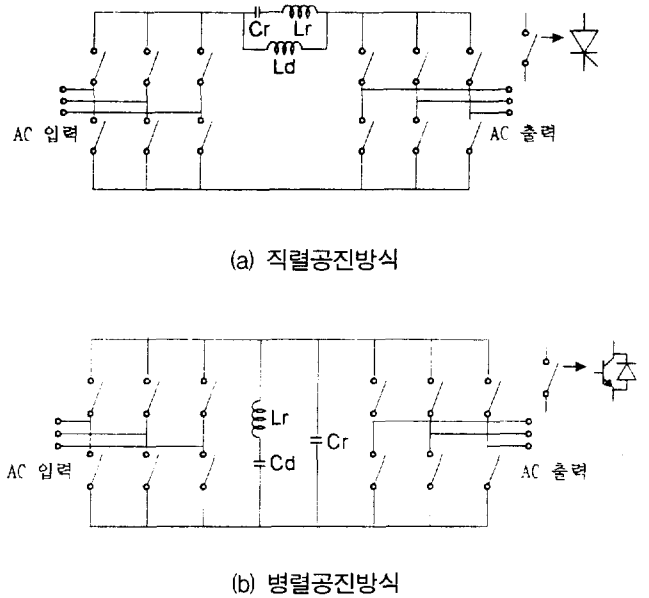 Cr Lr
Ld
AC 입력
AC 출력
(a) 직렬공진방식
Lr
Cd
Cr
AC 입력
AC 출력
(b) 병렬공진방식